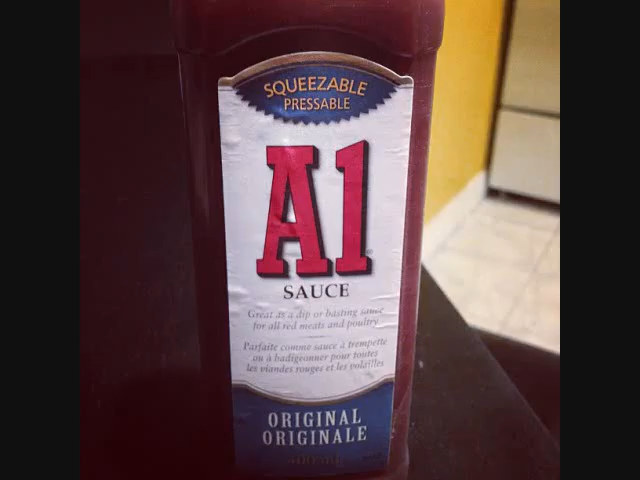 SQUEEZABLE
PRESSABLE
A1
SAUCE
Great as a dip or basting sauce
for all red meats and poultry
Parfaite comme sauce à trempette
ou à badigeonner pour toutes
les viandes rouges et les volailles
ORIGINAL
ORIGINALE